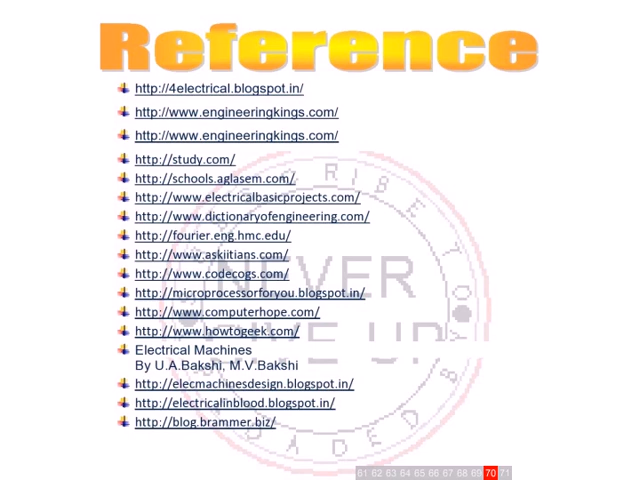 Reference
http://4electrical.blogspot.in/
http://www.engineeringkings.com/
http://www.engineeringkings.com/
http://study.com/
http://schools.aglasem.com/
http://www.electricalbasicprojects.com/
http://www.dictionaryofengineering.com/
http://fourier.eng.hmc.edu/
http://www.askiitians.com/
http://www.codecogs.com/
http://microprocessorforyou.blogspot.in/
http://www.computerhope.com/
http://www.howtogeek.com/
Electrical Machines
By U.A.Bakshi, M.V.Bakshi
http://elecmachinesdesign.blogspot.in/
http://electricalinblood.blogspot.in/
http://blog.brammer.biz/
NEVER
GIVE UP
61 62 63 64 65 66 67 68 69 70 71